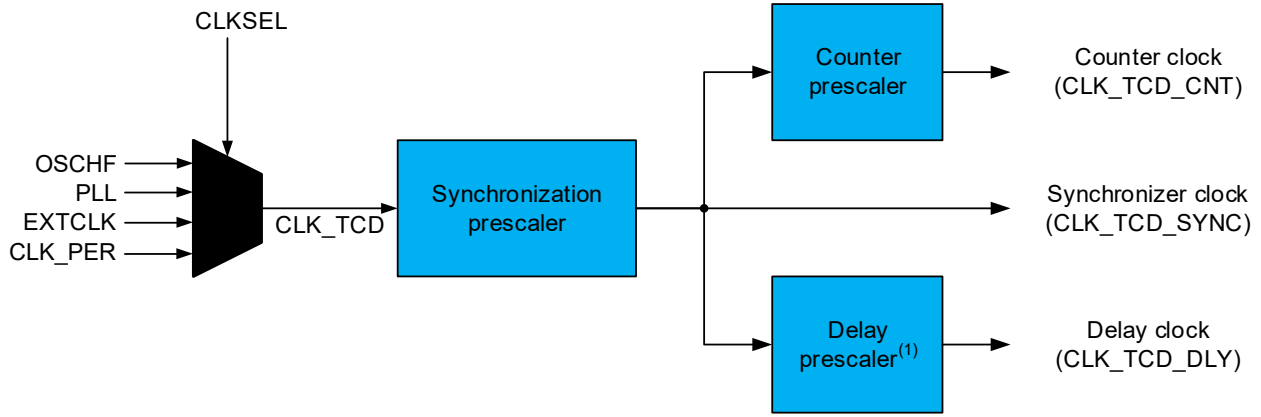 CLKSEL
OSCHF
PLL
EXTCLK
CLK_PER
CLK_TCD
Synchronization
prescaler
Counter
prescaler
Counter clock
(CLK_TCD_CNT)
Synchronizer clock
(CLK_TCD_SYNC)
Delay
prescaler(1)
Delay clock
(CLK_TCD_DLY)